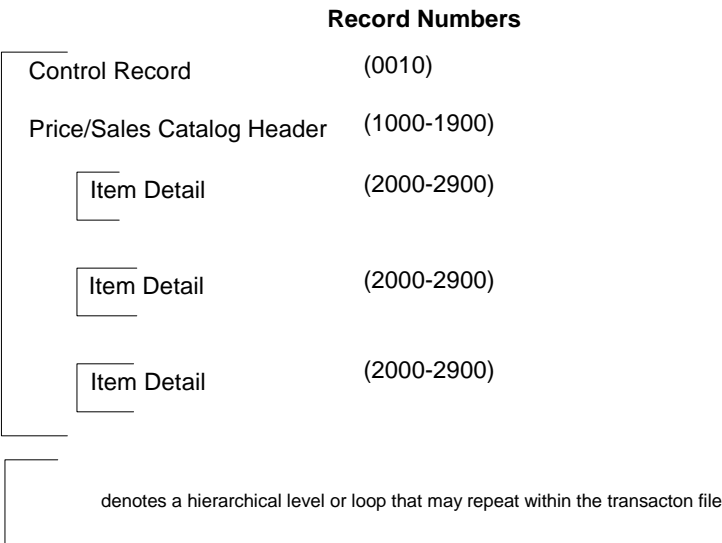 Record Numbers
Control Record (0010)
Price/Sales Catalog Header (1000-1900)
Item Detail (2000-2900)
Item Detail (2000-2900)
Item Detail (2000-2900)
denotes a hierarchical level or loop that may repeat within the transacton file